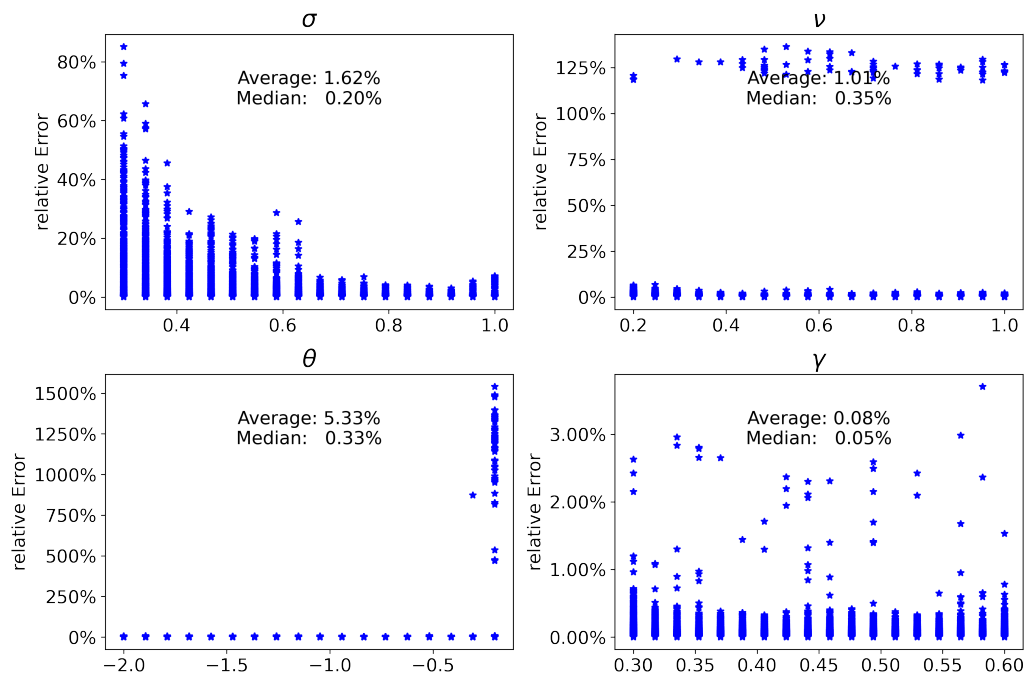 σ
80%
60%
40%
20%
0%
relative Error
Average: 1.62%
Median: 0.20%
0.4 0.6 0.8 1.0
ν
125%
100%
75%
50%
25%
0%
relative Error
Average: 1.01%
Median: 0.35%
0.2 0.4 0.6 0.8 1.0
θ
1500%
1250%
1000%
750%
500%
250%
0%
relative Error
Average: 5.33%
Median: 0.33%
−2.0 −1.5 −1.0 −0.5
γ
3.00%
2.00%
1.00%
0.00%
relative Error
Average: 0.08%
Median: 0.05%
0.30 0.35 0.40 0.45 0.50 0.55 0.60